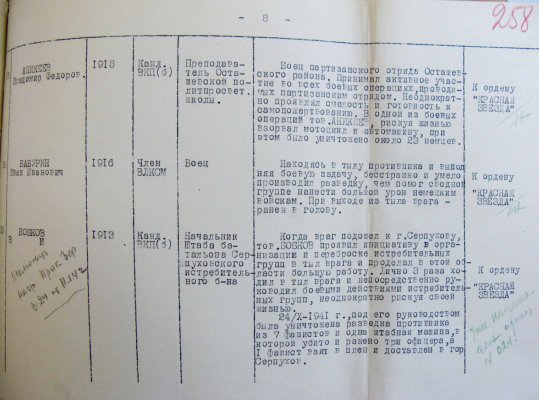 - 8 -
258
АНИКЕЕВ
Владимир Федоров.
1918
Канд.
ВКП(б)
Преподава-
тель Оста-
шевской по-
литпросвет.
школы.
Боец партизанского отряда Осташев-
ского района. Принимал активное учас-
тие во всех боевых операциях, проводи-
мых партизанским отрядом. Неоднократ-
но проявлял смелость и готовность к
самопожертвованию. В одной из боевых
операций тов. АНИКЕЕВ, рискуя жизнью
взорвал мотоцикл и автомашину, при
этом было уничтожено около 23 немцев.
К ордену
"КРАСНАЯ
ЗВЕЗДА"
БАБУРИН
Иван Иванович
1916
Член
ВЛКСМ
Боец
Находясь в тылу противника и выпол-
няя боевую задачу, бесстрашно и умело
производил разведку, чем помог сводной
группе нанести большой урон немецким
войскам. При выходе из тыла врага -
ранен в голову.
К ордену
"КРАСНАЯ
ЗВЕЗДА"
В ВОБКОВ
И
1913
Канд.
ВКП(б)
Начальник
Штаба ба-
тальона Сер-
пуховского
истребитель-
ного б-на
Когда враг подошел к г.Серпухову,
тов.ВОБКОВ проявил инициативу в орга-
низации и переброске истребительных
групп в тыл врага и проделал в этой об-
ласти большую работу. Лично 3 раза хо-
дил в тыл врага и непосредственно ру-
ководил боевыми действиями истребитель-
ных групп, неоднократно рискуя своей
жизнью.
24/X-1941 г., под его руководством
была уничтожена разведка противника
из 7 фашистов и одна штабная машина, в
которой убито и ранено три офицера, а
I фашист взят в плен и доставлен в гор
Серпухов.
К ордену
"КРАСНАЯ
ЗВЕЗДА"